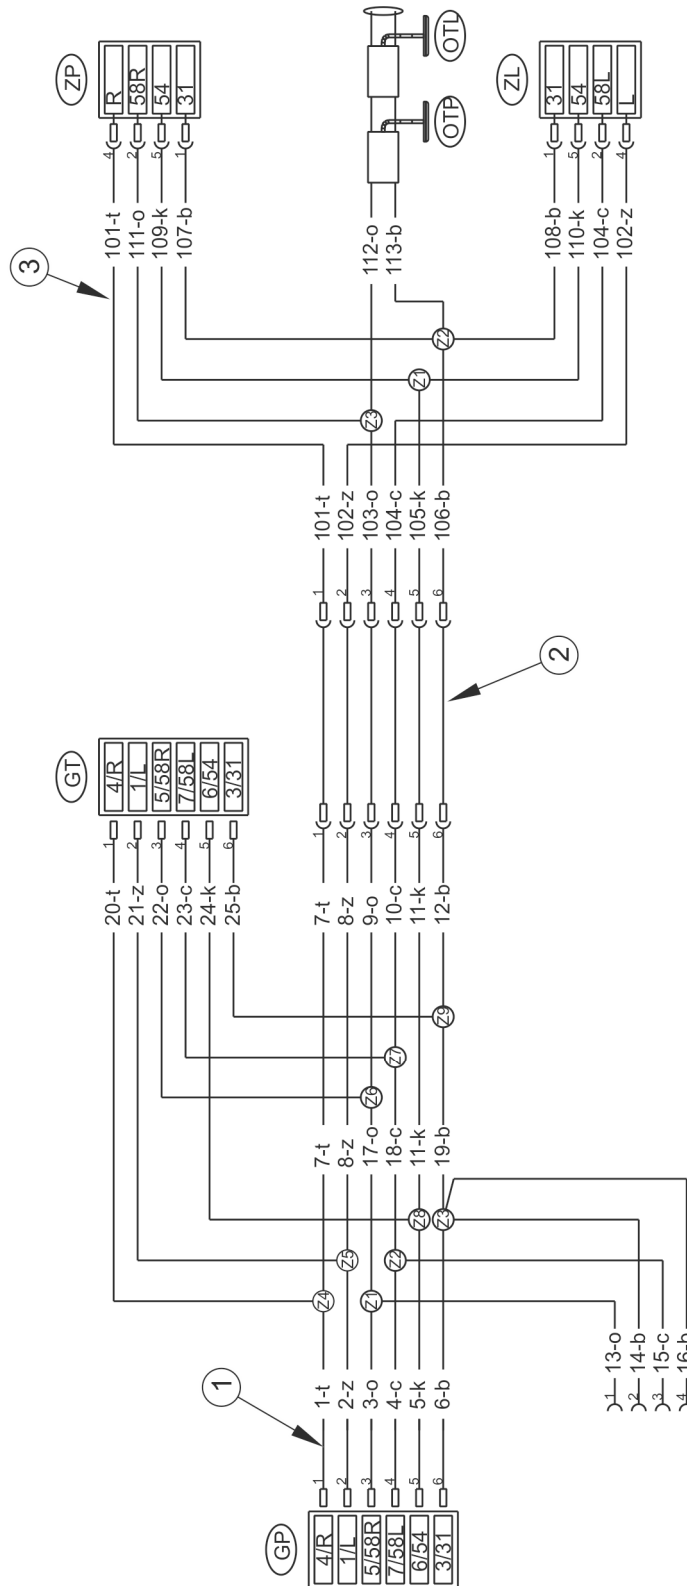 ZP
R
58R
54
31
4
2
5
1
101-t
111-o
109-k
107-b
3
OTL
OTP
112-o
113-b
ZL
31
54
58L
L
1
5
2
4
108-b
110-k
104-c
102-z
Z2
Z1
Z3
101-t
102-z
103-o
104-c
105-k
106-b
1
2
3
4
5
6
2
GT
4/R
1/L
5/58R
7/58L
6/54
3/31
1
2
3
4
5
6
20-t
21-z
22-o
23-c
24-k
25-b
1
2
3
4
5
6
7-t
8-z
9-o
10-c
11-k
12-b
Z9
Z7
Z6
7-t
8-z
17-o
18-c
11-k
19-b
Z8
Z3
Z5
Z2
Z4
Z1
1
1-t
2-z
3-o
4-c
5-k
6-b
13-o
14-b
15-c
16-b
1
2
3
4
1
2
3
4
5
6
GP
4/R
1/L
5/58R
7/58L
6/54
3/31